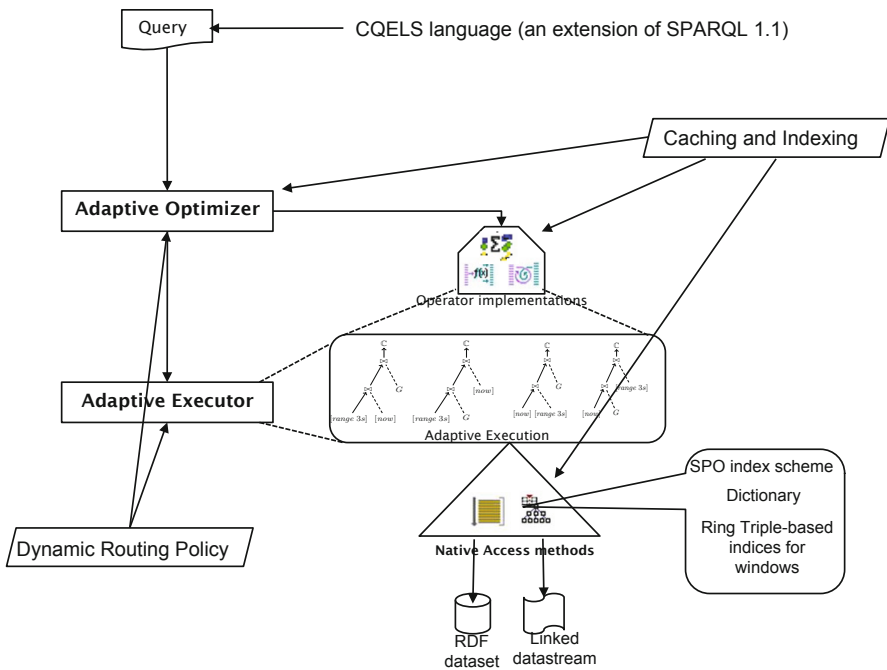 Query
CQELS language (an extension of SPARQL 1.1)
Caching and Indexing
Adaptive Optimizer
Σ
f(x)
Operator implementations
ℂ ℂ ℂ ℂ
⋈ ⋈ ⋈ ⋈
⋈ G ⋈ [now] ⋈ G ⋈ [range 3s]
[range 3s] [now] [range 3s] G [now] [range 3s] [now] G
Adaptive Execution
Adaptive Executor
SPO index scheme
Dictionary
Ring Triple-based
indices for
windows
Dynamic Routing Policy
Native Access methods
RDF
dataset
Linked
datastream